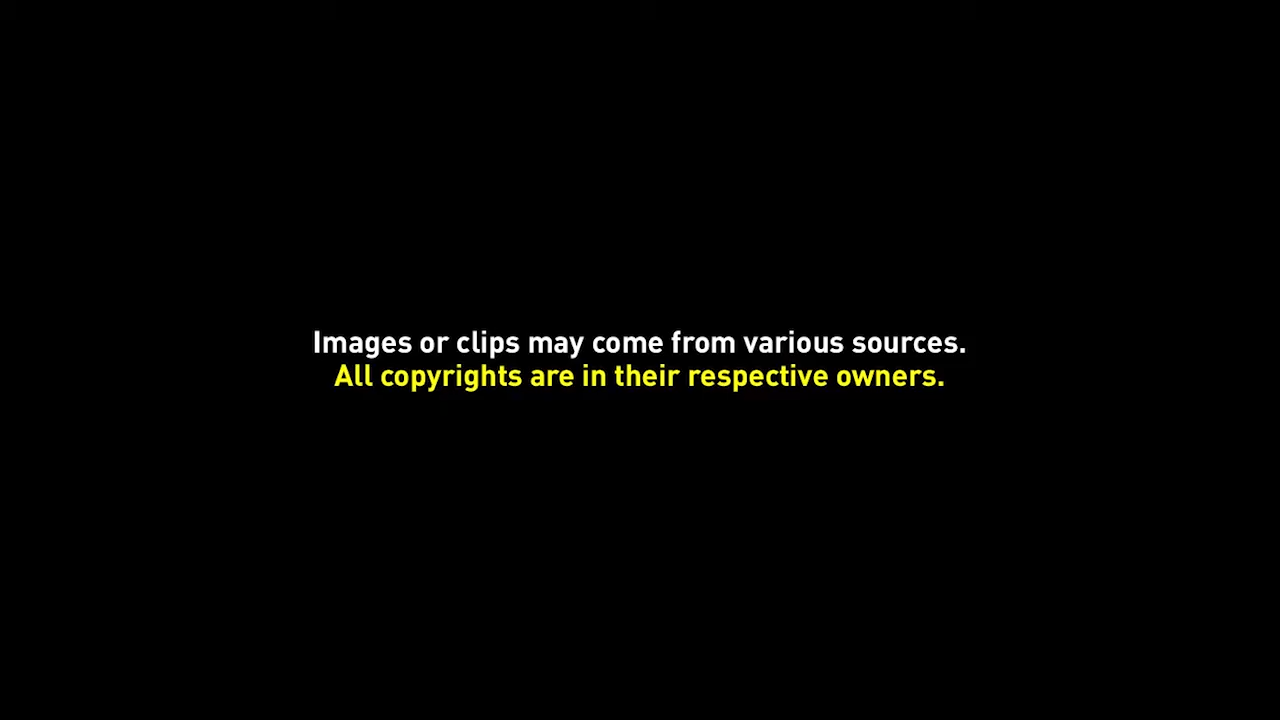 Images or clips may come from various sources.
All copyrights are in their respective owners.